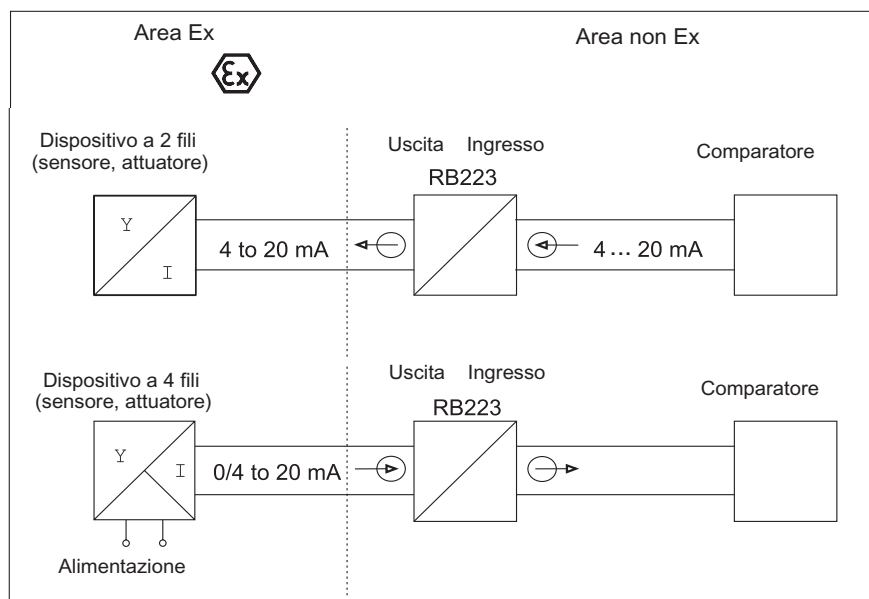 Area Ex
Area non Ex
Ex
Dispositivo a 2 fili
(sensore, attuatore)
Uscita Ingresso
RB223
Comparatore
Y
I
4 to 20 mA
4 ... 20 mA
Dispositivo a 4 fili
(sensore, attuatore)
Uscita Ingresso
RB223
Comparatore
Y
I
0/4 to 20 mA
Alimentazione